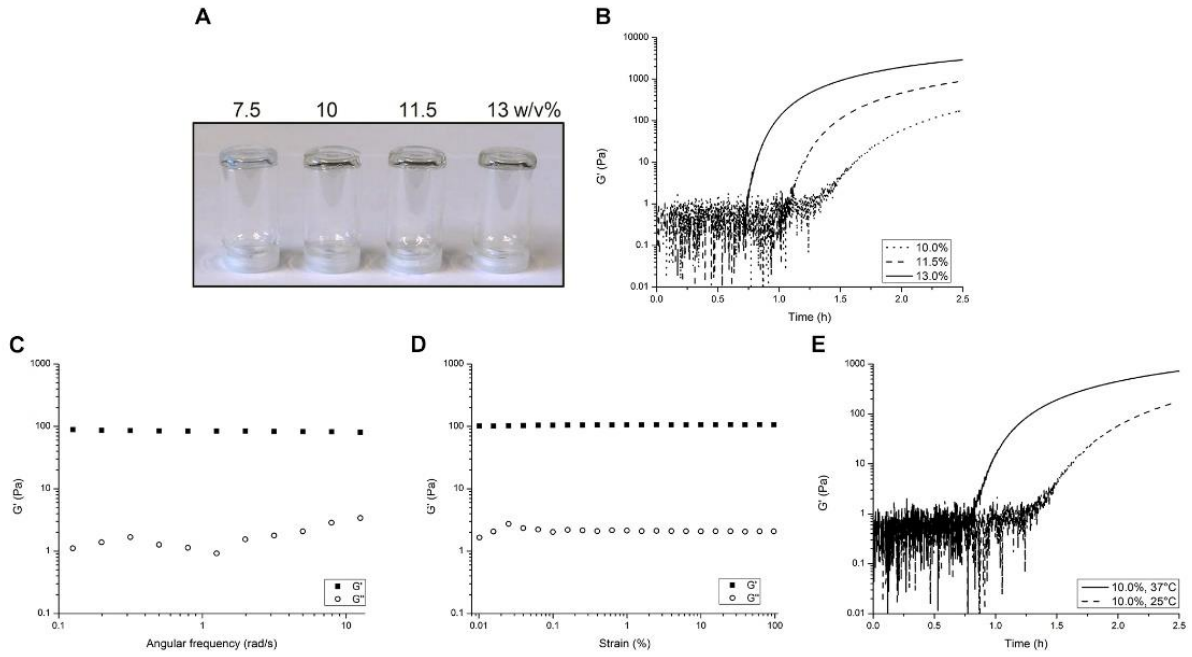 A
7.5 10 11.5 13 w/v%
B
10000
1000
100
10
1
0.1
0.01
G' (Pa)
0.0 0.5 1.0 1.5 2.0 2.5
Time (h)
10.0%
11.5%
13.0%
C
1000
100
10
1
0.1
G' (Pa)
0.1 1 10
Angular frequency (rad/s)
G'
G"
D
1000
100
10
1
0.1
G' (Pa)
0.01 0.1 1 10 100
Strain (%)
G'
G"
E
1000
100
10
1
0.1
0.01
G' (Pa)
0.0 0.5 1.0 1.5 2.0 2.5
Time (h)
10.0%, 37°C
10.0%, 25°C